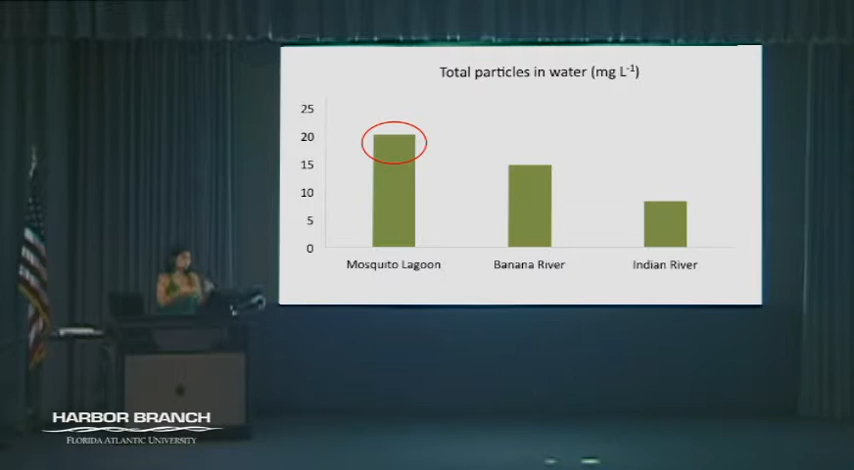 Total particles in water (mg L⁻¹)
25
20
15
10
5
0
Mosquito Lagoon
Banana River
Indian River
HARBOR BRANCH
FLORIDA ATLANTIC UNIVERSITY